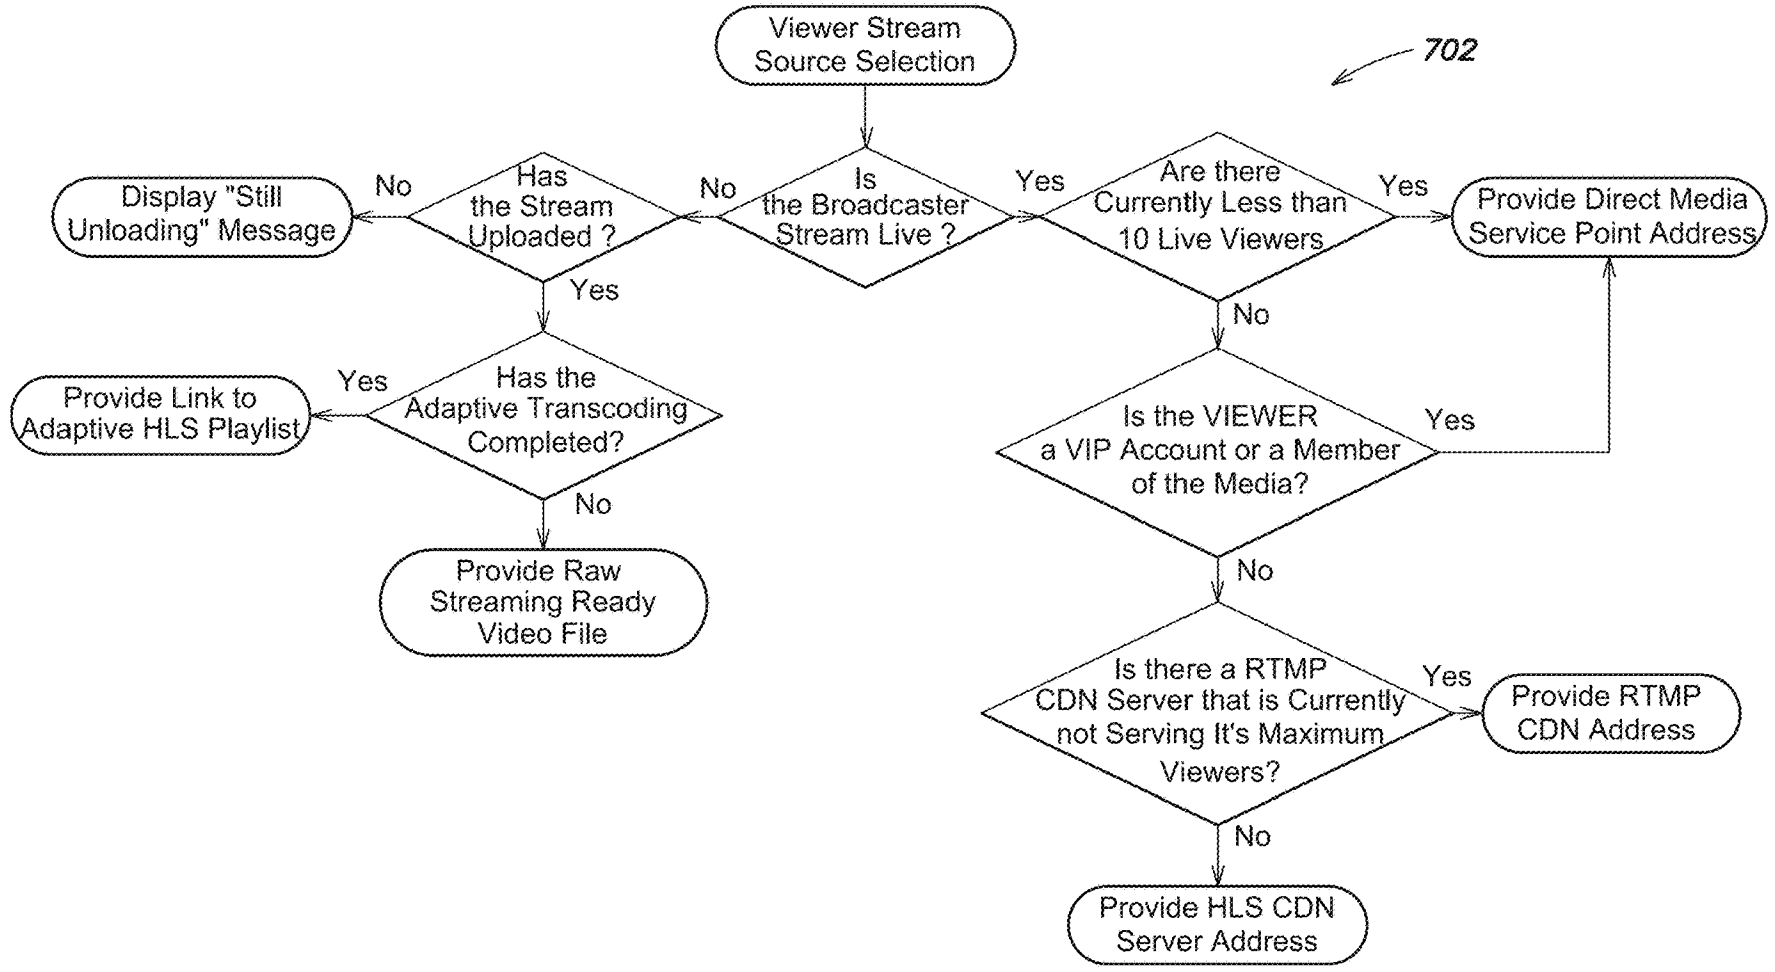 Viewer Stream
Source Selection
702
Is
the Broadcaster
Stream Live ?
No
Yes
Has
the Stream
Uploaded ?
No
Yes
Display "Still
Unloading" Message
Has the
Adaptive Transcoding
Completed?
Yes
No
Provide Link to
Adaptive HLS Playlist
Provide Raw
Streaming Ready
Video File
Are there
Currently Less than
10 Live Viewers
Yes
No
Provide Direct Media
Service Point Address
Is the VIEWER
a VIP Account or a Member
of the Media?
Yes
No
Is there a RTMP
CDN Server that is Currently
not Serving It's Maximum
Viewers?
Yes
No
Provide RTMP
CDN Address
Provide HLS CDN
Server Address